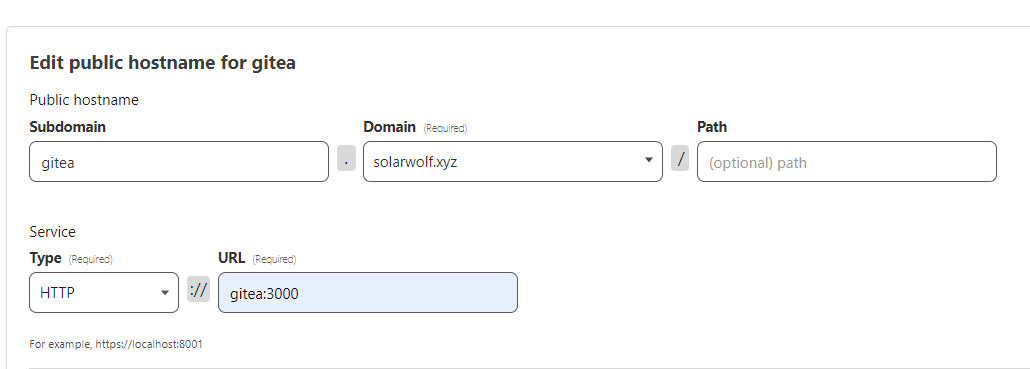 Edit public hostname for gitea
Public hostname
Subdomain Domain (Required) Path
gitea . solarwolf.xyz / (optional) path
Service
Type (Required) URL (Required)
HTTP :// gitea:3000
For example, https://localhost:8001